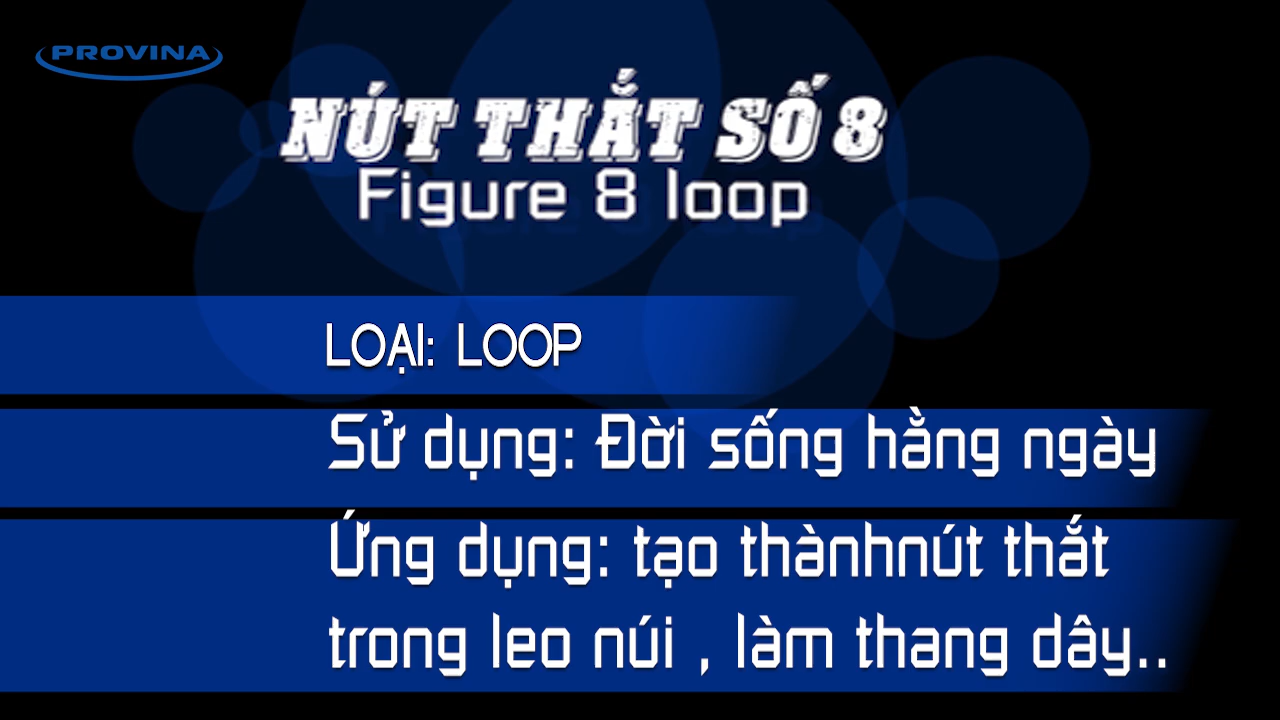 PROVINA
NÚT THẮT SỐ 8
Figure 8 loop
LOẠI: LOOP
Sử dụng: Đời sống hằng ngày
Ứng dụng: tạo thànhnút thắt
trong leo núi , làm thang dây..